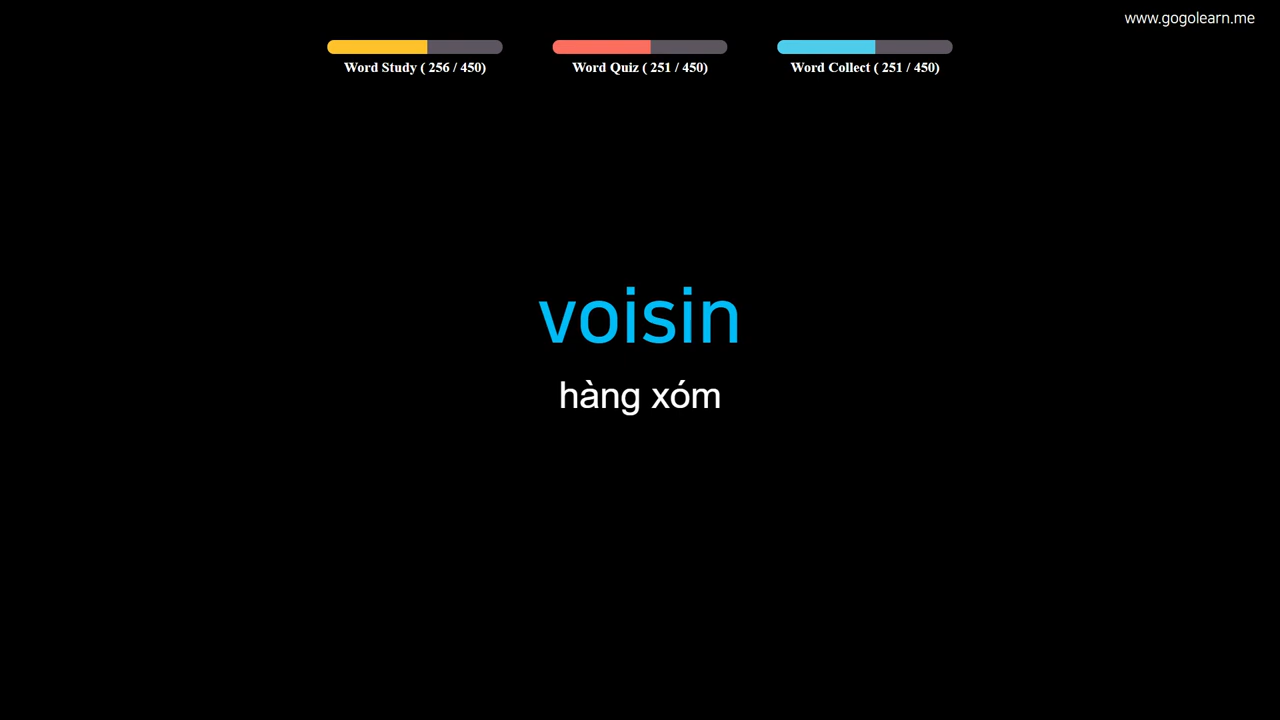 www.gogolearn.me
Word Study ( 256 / 450)
Word Quiz ( 251 / 450)
Word Collect ( 251 / 450)
voisin
hàng xóm